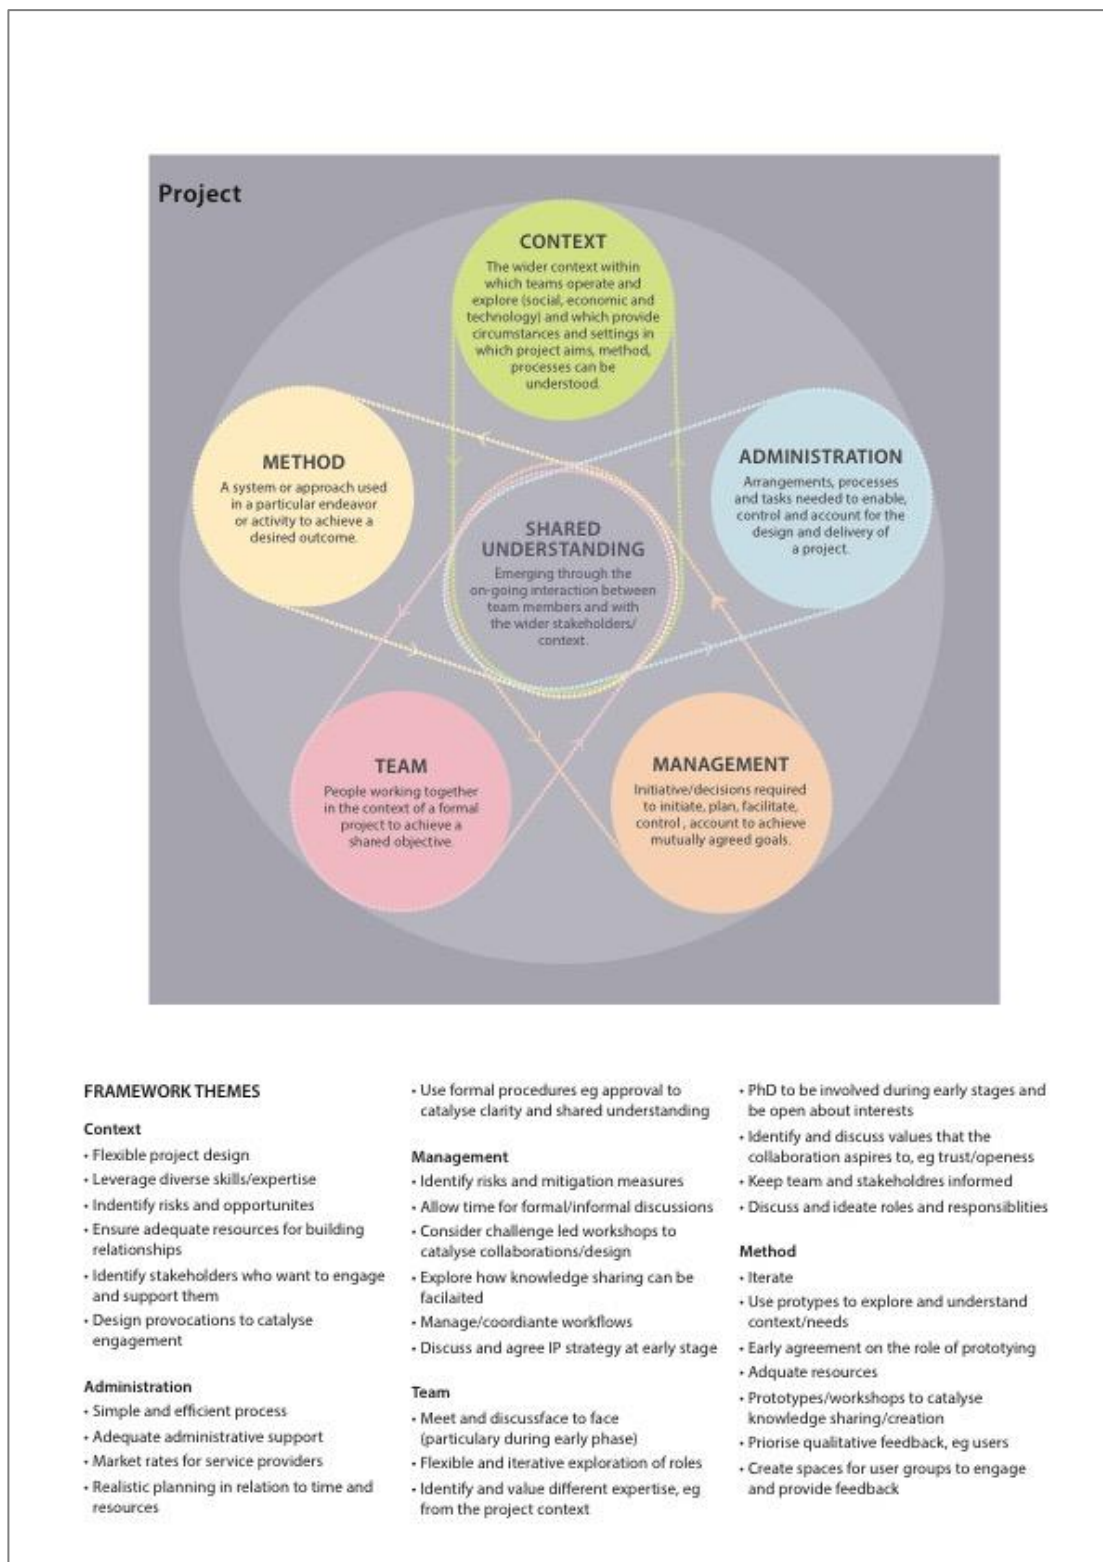 Project
CONTEXT
The wider context within
which teams operate and
explore (social, economic and
technology) and which provide
circumstances and settings in
which project aims, method,
processes can be
understood.
METHOD
A system or approach used
in a particular endeavor
or activity to achieve a
desired outcome.
ADMINISTRATION
Arrangements, processes
and tasks needed to enable,
control and account for the
design and delivery of
a project.
SHARED
UNDERSTANDING
Emerging through the
on-going interaction between
team members and with
the wider stakeholders/
context.
TEAM
People working together
in the context of a formal
project to achieve a
shared objective.
MANAGEMENT
Initiative/decisions required
to initiate, plan, facilitate,
control , account to achieve
mutually agreed goals.
FRAMEWORK THEMES
Context
• Flexible project design
• Leverage diverse skills/expertise
• Indentify risks and opportunites
• Ensure adequate resources for building
relationships
• Identify stakeholders who want to engage
and support them
• Design provocations to catalyse
engagement
Administration
• Simple and efficient process
• Adequate administrative support
• Market rates for service providers
• Realistic planning in relation to time and
resources
• Use formal procedures eg approval to
catalyse clarity and shared understanding
Management
• Identify risks and mitigation measures
• Allow time for formal/informal discussions
• Consider challenge led workshops to
catalyse collaborations/design
• Explore how knowledge sharing can be
facilaited
• Manage/coordiante workflows
• Discuss and agree IP strategy at early stage
Team
• Meet and discussface to face
(particulary during early phase)
• Flexible and iterative exploration of roles
• Identify and value different expertise, eg
from the project context
• PhD to be involved during early stages and
be open about interests
• Identify and discuss values that the
collaboration aspires to, eg trust/openess
• Keep team and stakeholdres informed
• Discuss and ideate roles and responsiblities
Method
• Iterate
• Use protypes to explore and understand
context/needs
• Early agreement on the role of prototying
• Adquate resources
• Prototypes/workshops to catalyse
knowledge sharing/creation
• Priorise qualitative feedback, eg users
• Create spaces for user groups to engage
and provide feedback